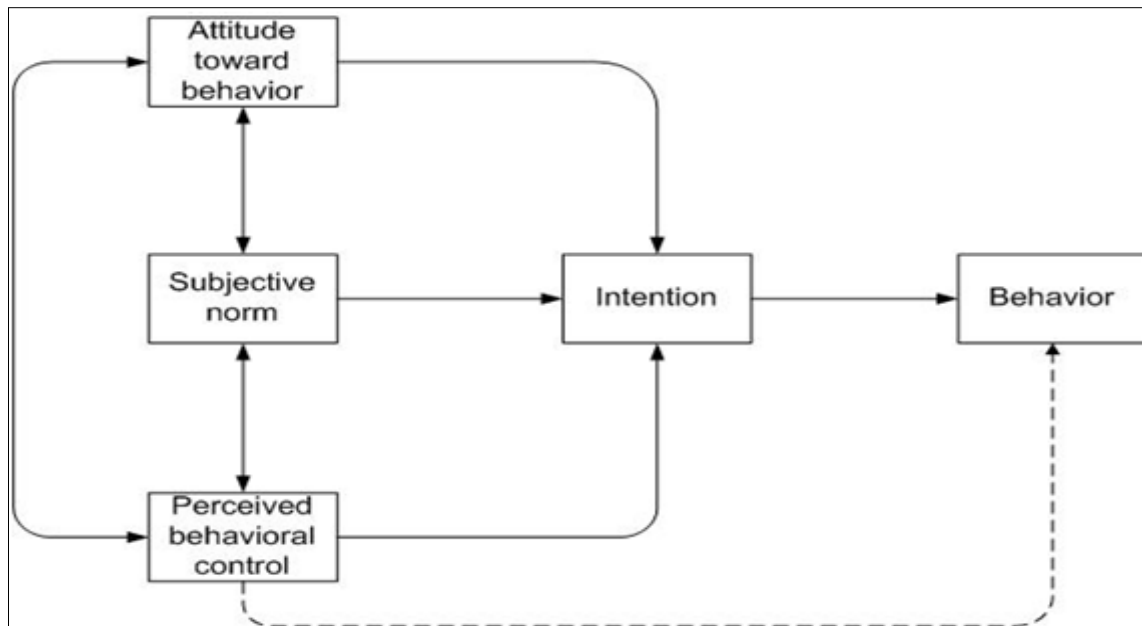 Attitude
toward
behavior
Subjective
norm
Intention
Behavior
Perceived
behavioral
control